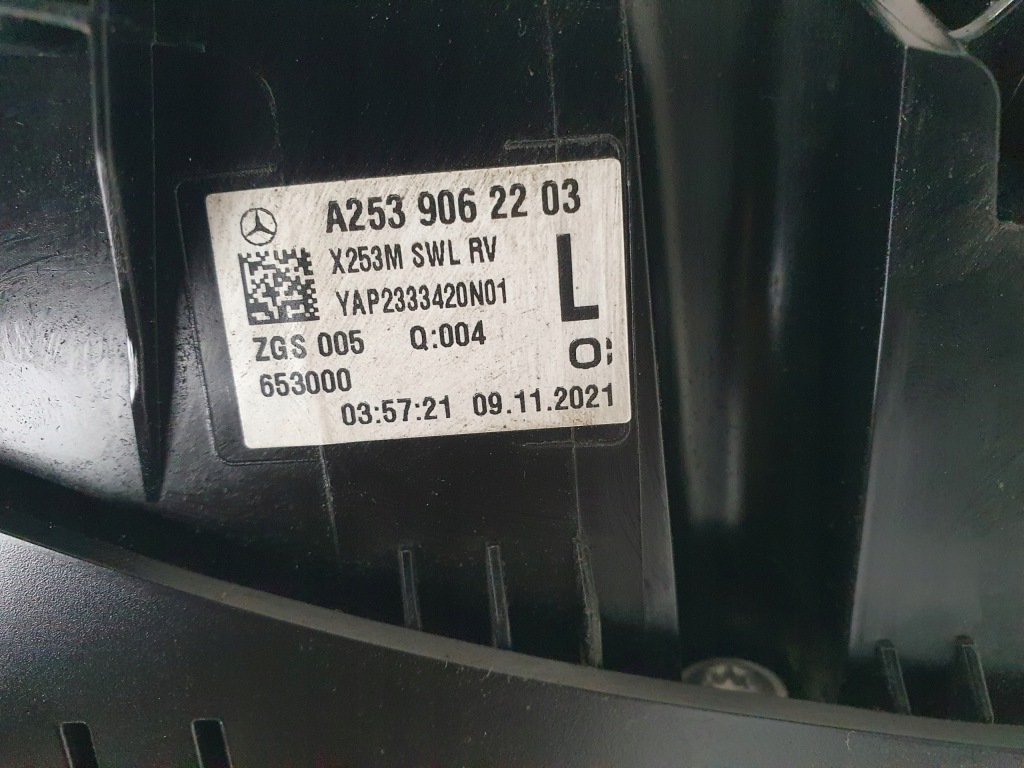 A253 906 22 03
X253M SWL RV
L
YAP2333420N01
ZGS 005 Q:004
653000
03:57:21 09.11.2021